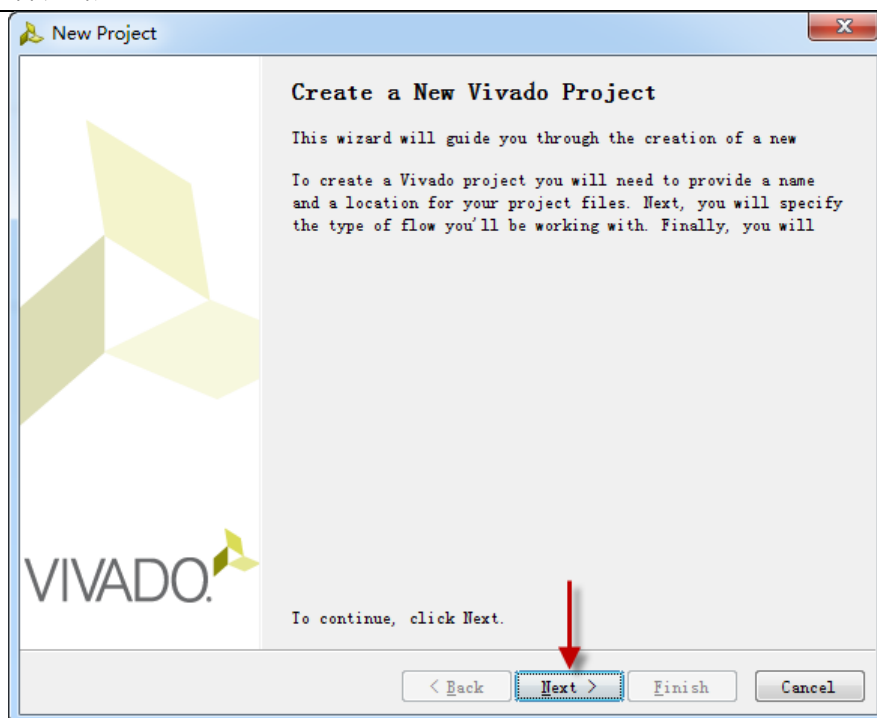 New Project
Create a New Vivado Project
This wizard will guide you through the creation of a new
To create a Vivado project you will need to provide a name
and a location for your project files. Next, you will specify
the type of flow you'll be working with. Finally, you will
VIVADO.
To continue, click Next.
< Back Next > Finish Cancel